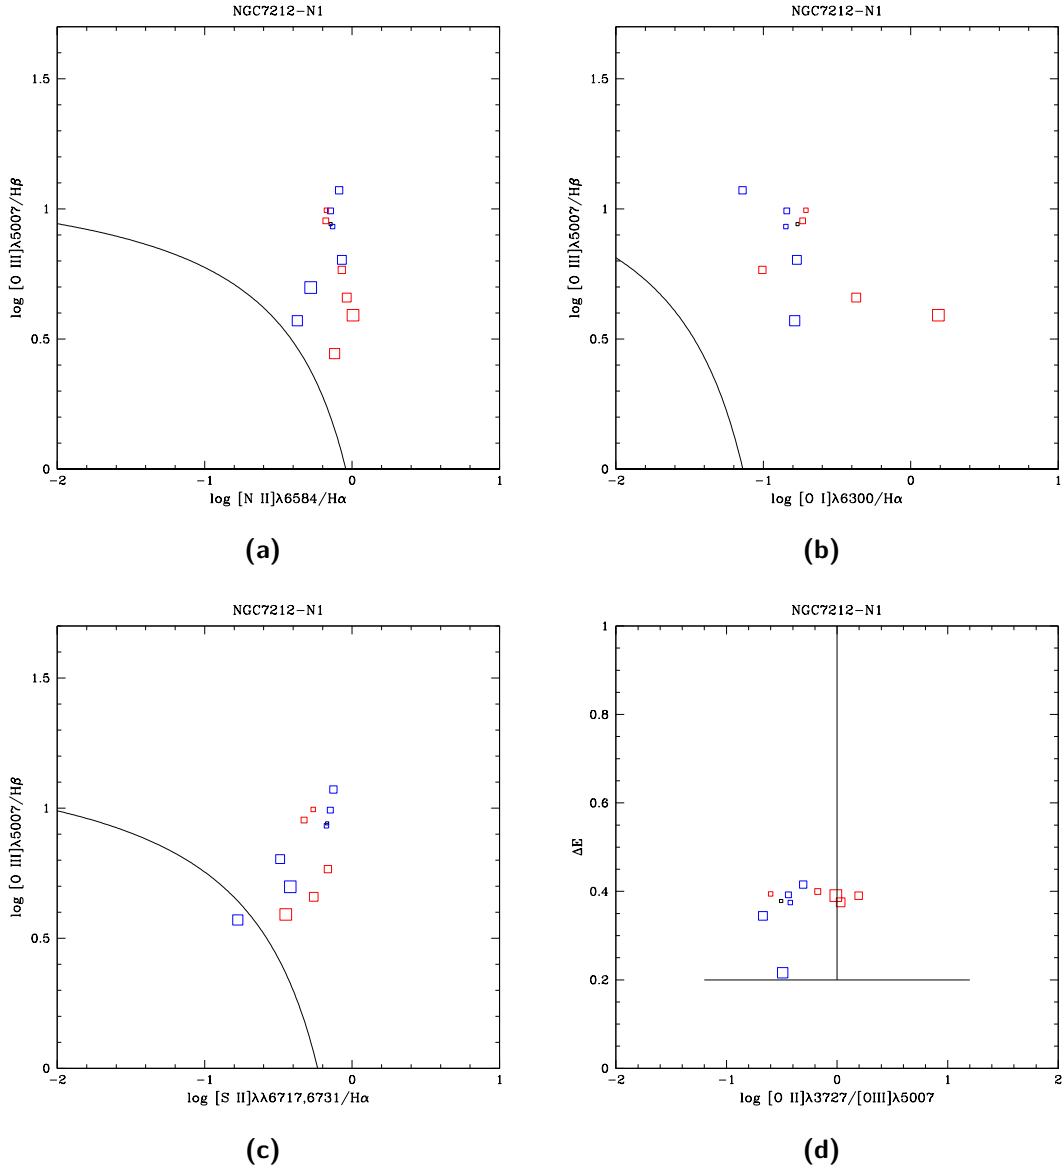 NGC7212-N1
NGC7212-N1
1.5
1
0.5
0
log [O III]λ5007/Hβ
-2
-1
0
1
log [N II]λ6584/Hα
1.5
1
0.5
0
log [O III]λ5007/Hβ
-2
-1
0
1
log [O I]λ6300/Hα
(a)
(b)
NGC7212-N1
NGC7212-N1
1.5
1
0.5
0
log [O III]λ5007/Hβ
-2
-1
0
1
log [S II]λλ6717,6731/Hα
1
0.8
0.6
0.4
0.2
0
ΔE
-2
-1
0
1
2
log [O II]λ3727/[OIII]λ5007
(c)
(d)